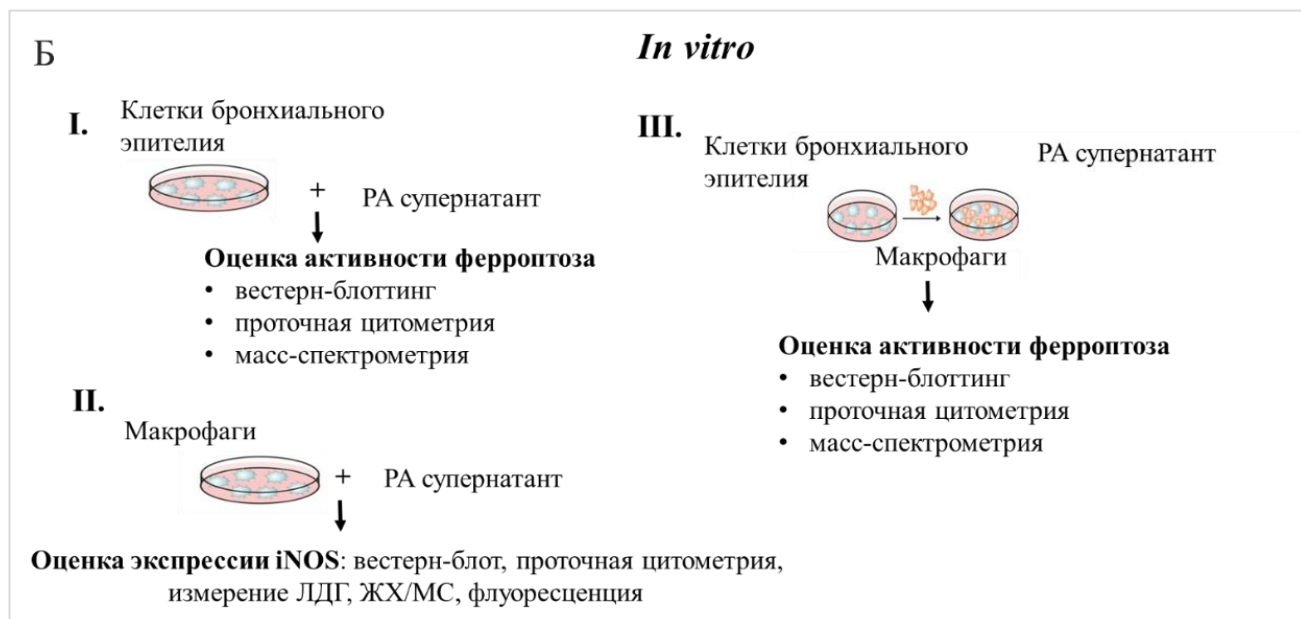 Б
In vitro
I.
Клетки бронхиального
эпителия
+
PA супернатант
Оценка активности ферроптоза
• вестерн-блоттинг
• проточная цитометрия
• масс-спектрометрия
II.
Макрофаги
+
PA супернатант
Оценка экспрессии iNOS: вестерн-блот, проточная цитометрия,
измерение ЛДГ, ЖХ/МС, флуоресценция
III.
Клетки бронхиального
эпителия
PA супернатант
Макрофаги
Оценка активности ферроптоза
• вестерн-блоттинг
• проточная цитометрия
• масс-спектрометрия